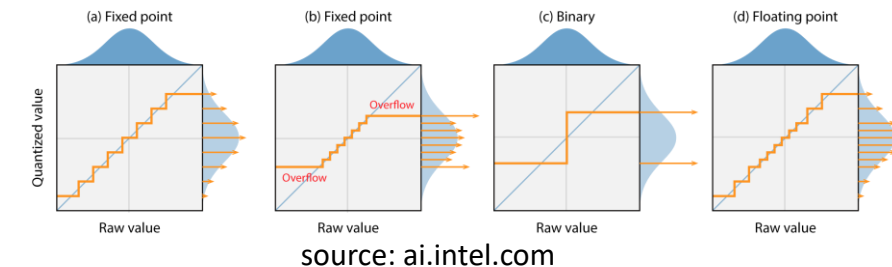 (a) Fixed point
(b) Fixed point
(c) Binary
(d) Floating point
Quantized value
Overflow
Overflow
Raw value
Raw value
Raw value
Raw value
source: ai.intel.com